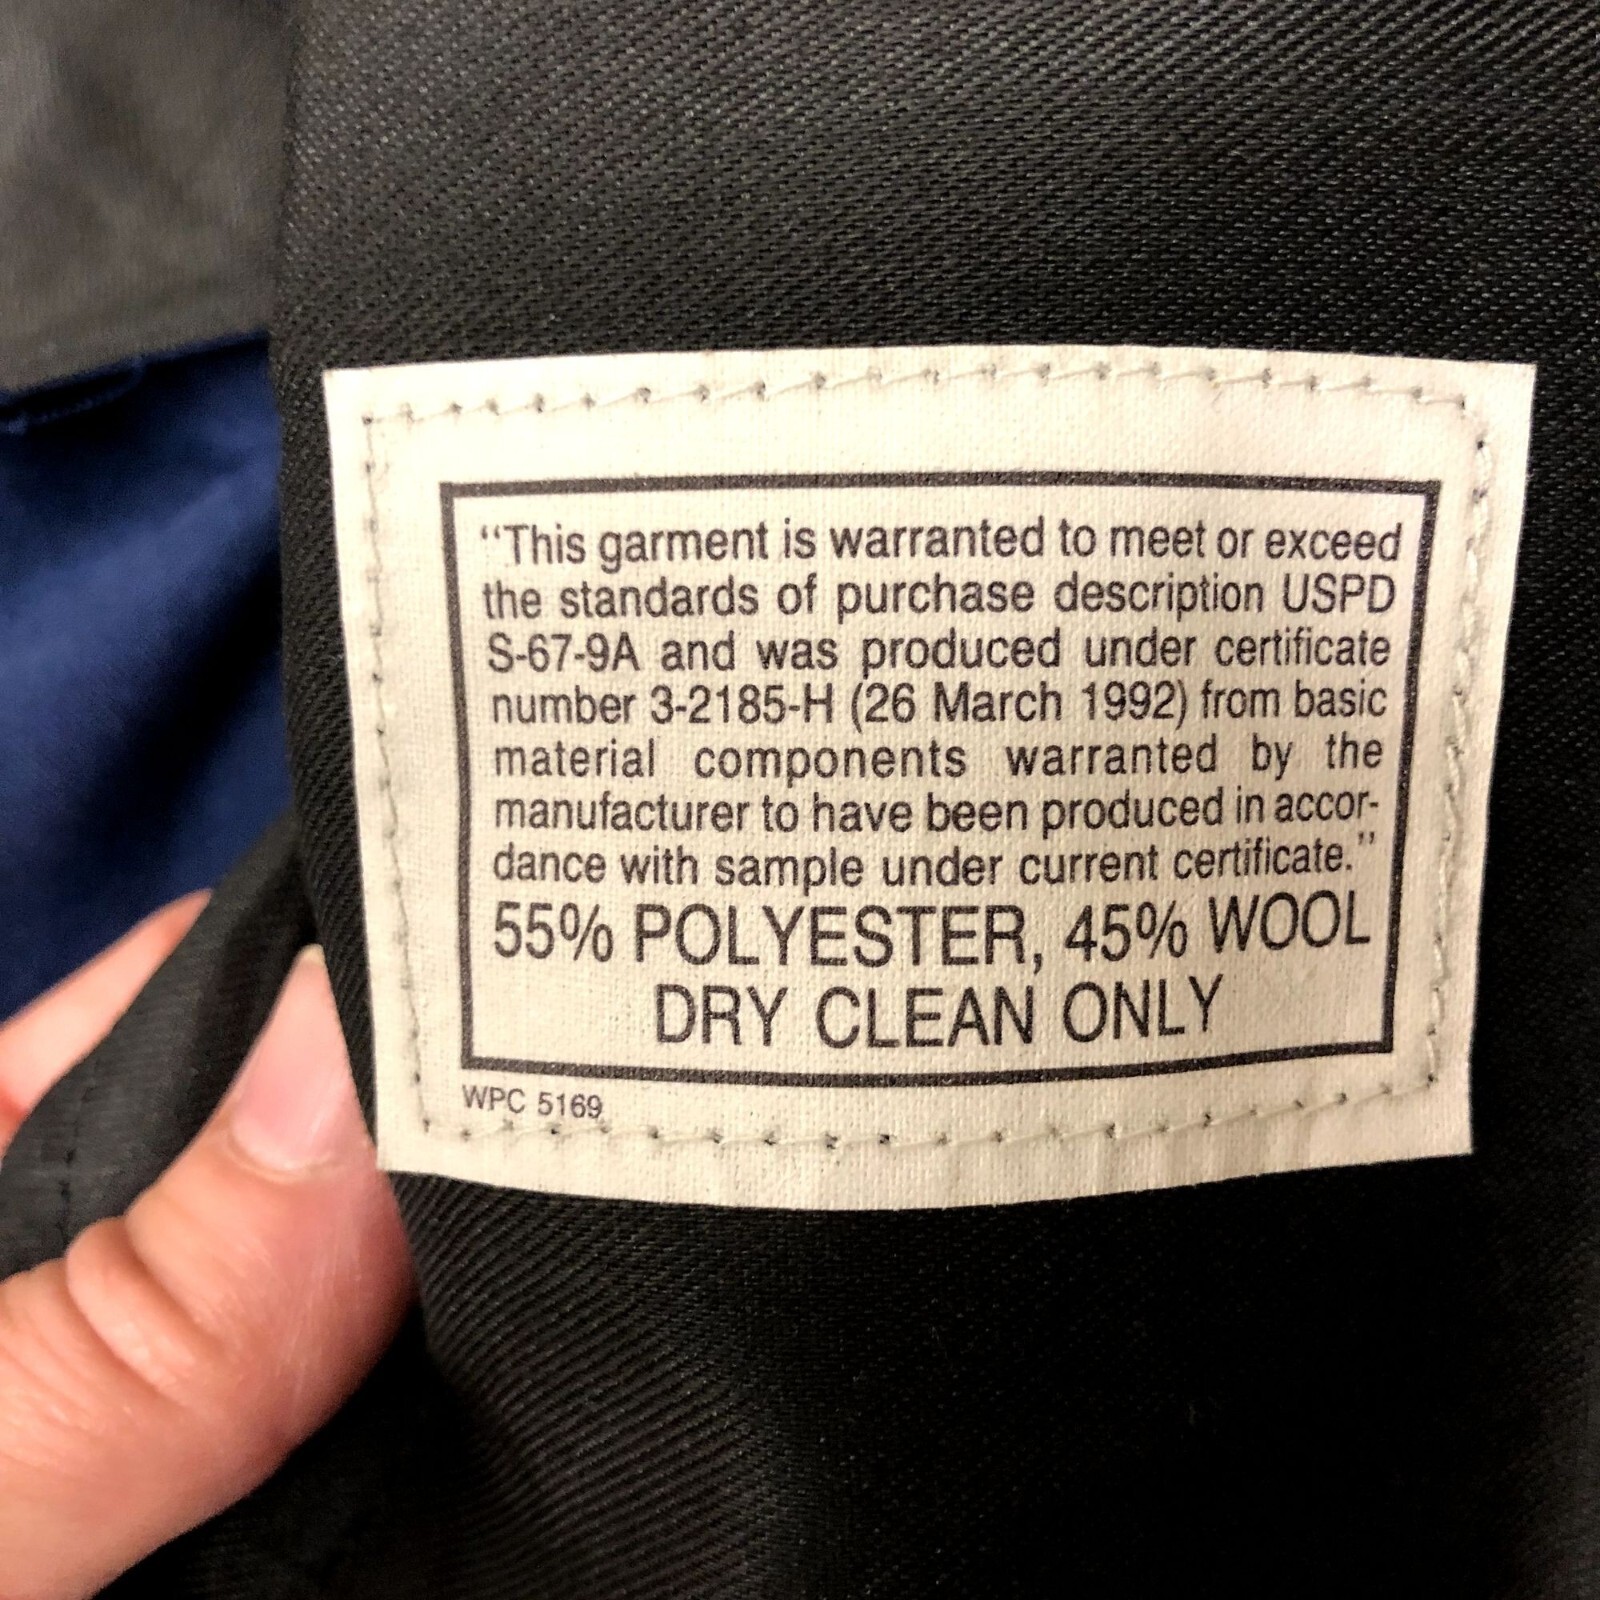 “This garment is warranted to meet or exceed
the standards of purchase description USPD
S-67-9A and was produced under certificate
number 3-2185-H (26 March 1992) from basic
material components warranted by the
manufacturer to have been produced in accor-
dance with sample under current certificate.”
55% POLYESTER, 45% WOOL
DRY CLEAN ONLY
WPC 5169